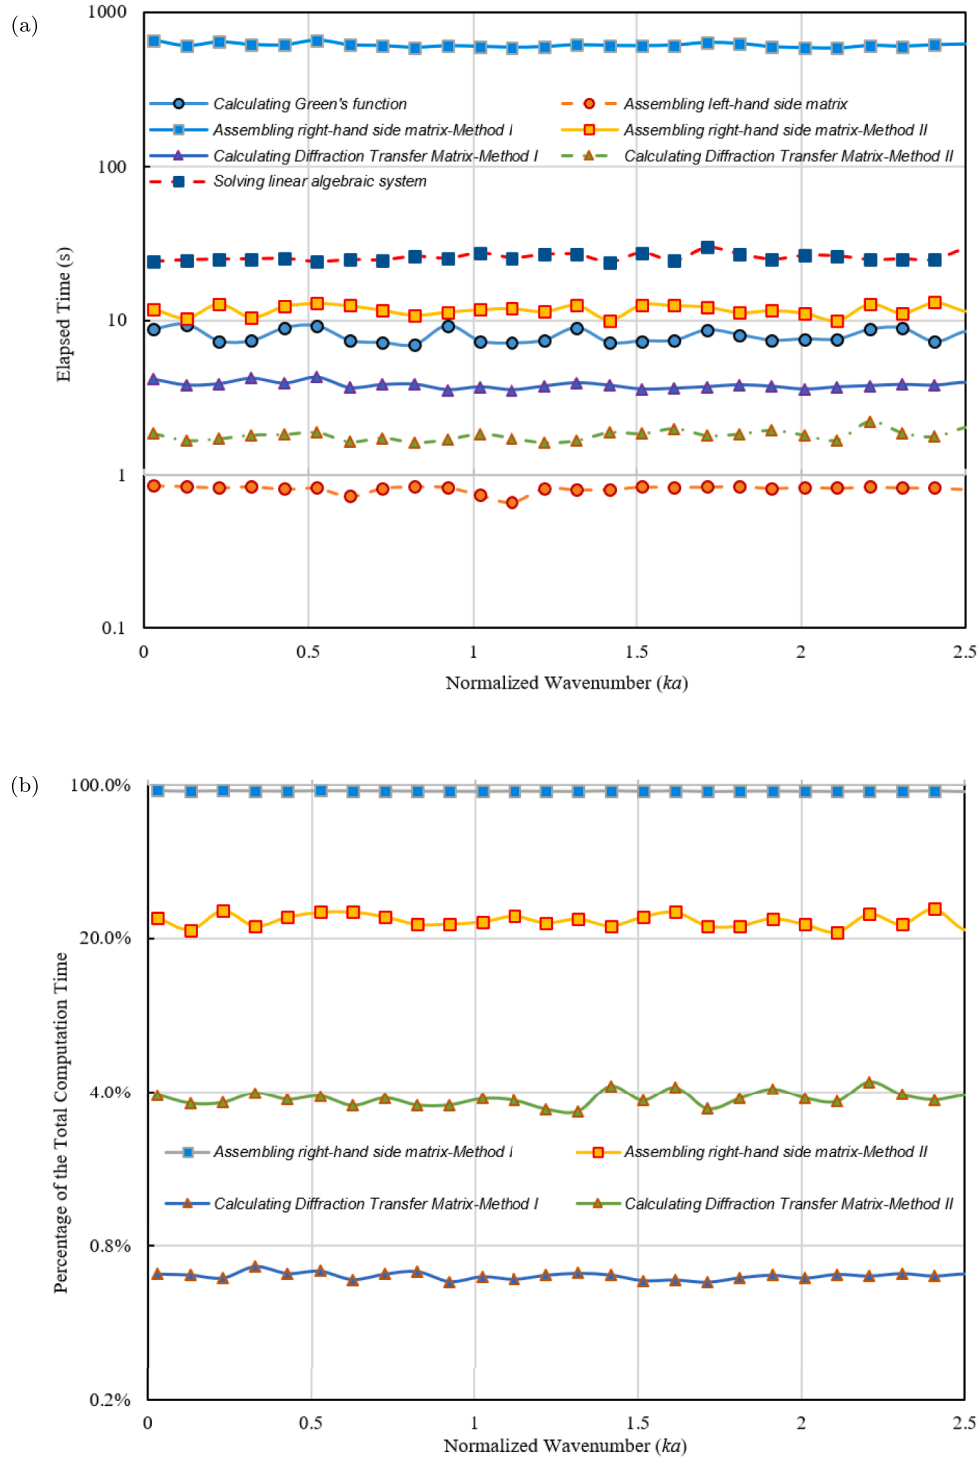 (a)
1000
100
10
1
0.1
Elapsed Time (s)
Calculating Green's function
Assembling left-hand side matrix
Assembling right-hand side matrix-Method I
Assembling right-hand side matrix-Method II
Calculating Diffraction Transfer Matrix-Method I
Calculating Diffraction Transfer Matrix-Method II
Solving linear algebraic system
0 0.5 1 1.5 2 2.5
Normalized Wavenumber (ka)
(b)
100.0%
20.0%
4.0%
0.8%
0.2%
Percentage of the Total Computation Time
Assembling right-hand side matrix-Method I
Assembling right-hand side matrix-Method II
Calculating Diffraction Transfer Matrix-Method I
Calculating Diffraction Transfer Matrix-Method II
0 0.5 1 1.5 2 2.5
Normalized Wavenumber (ka)